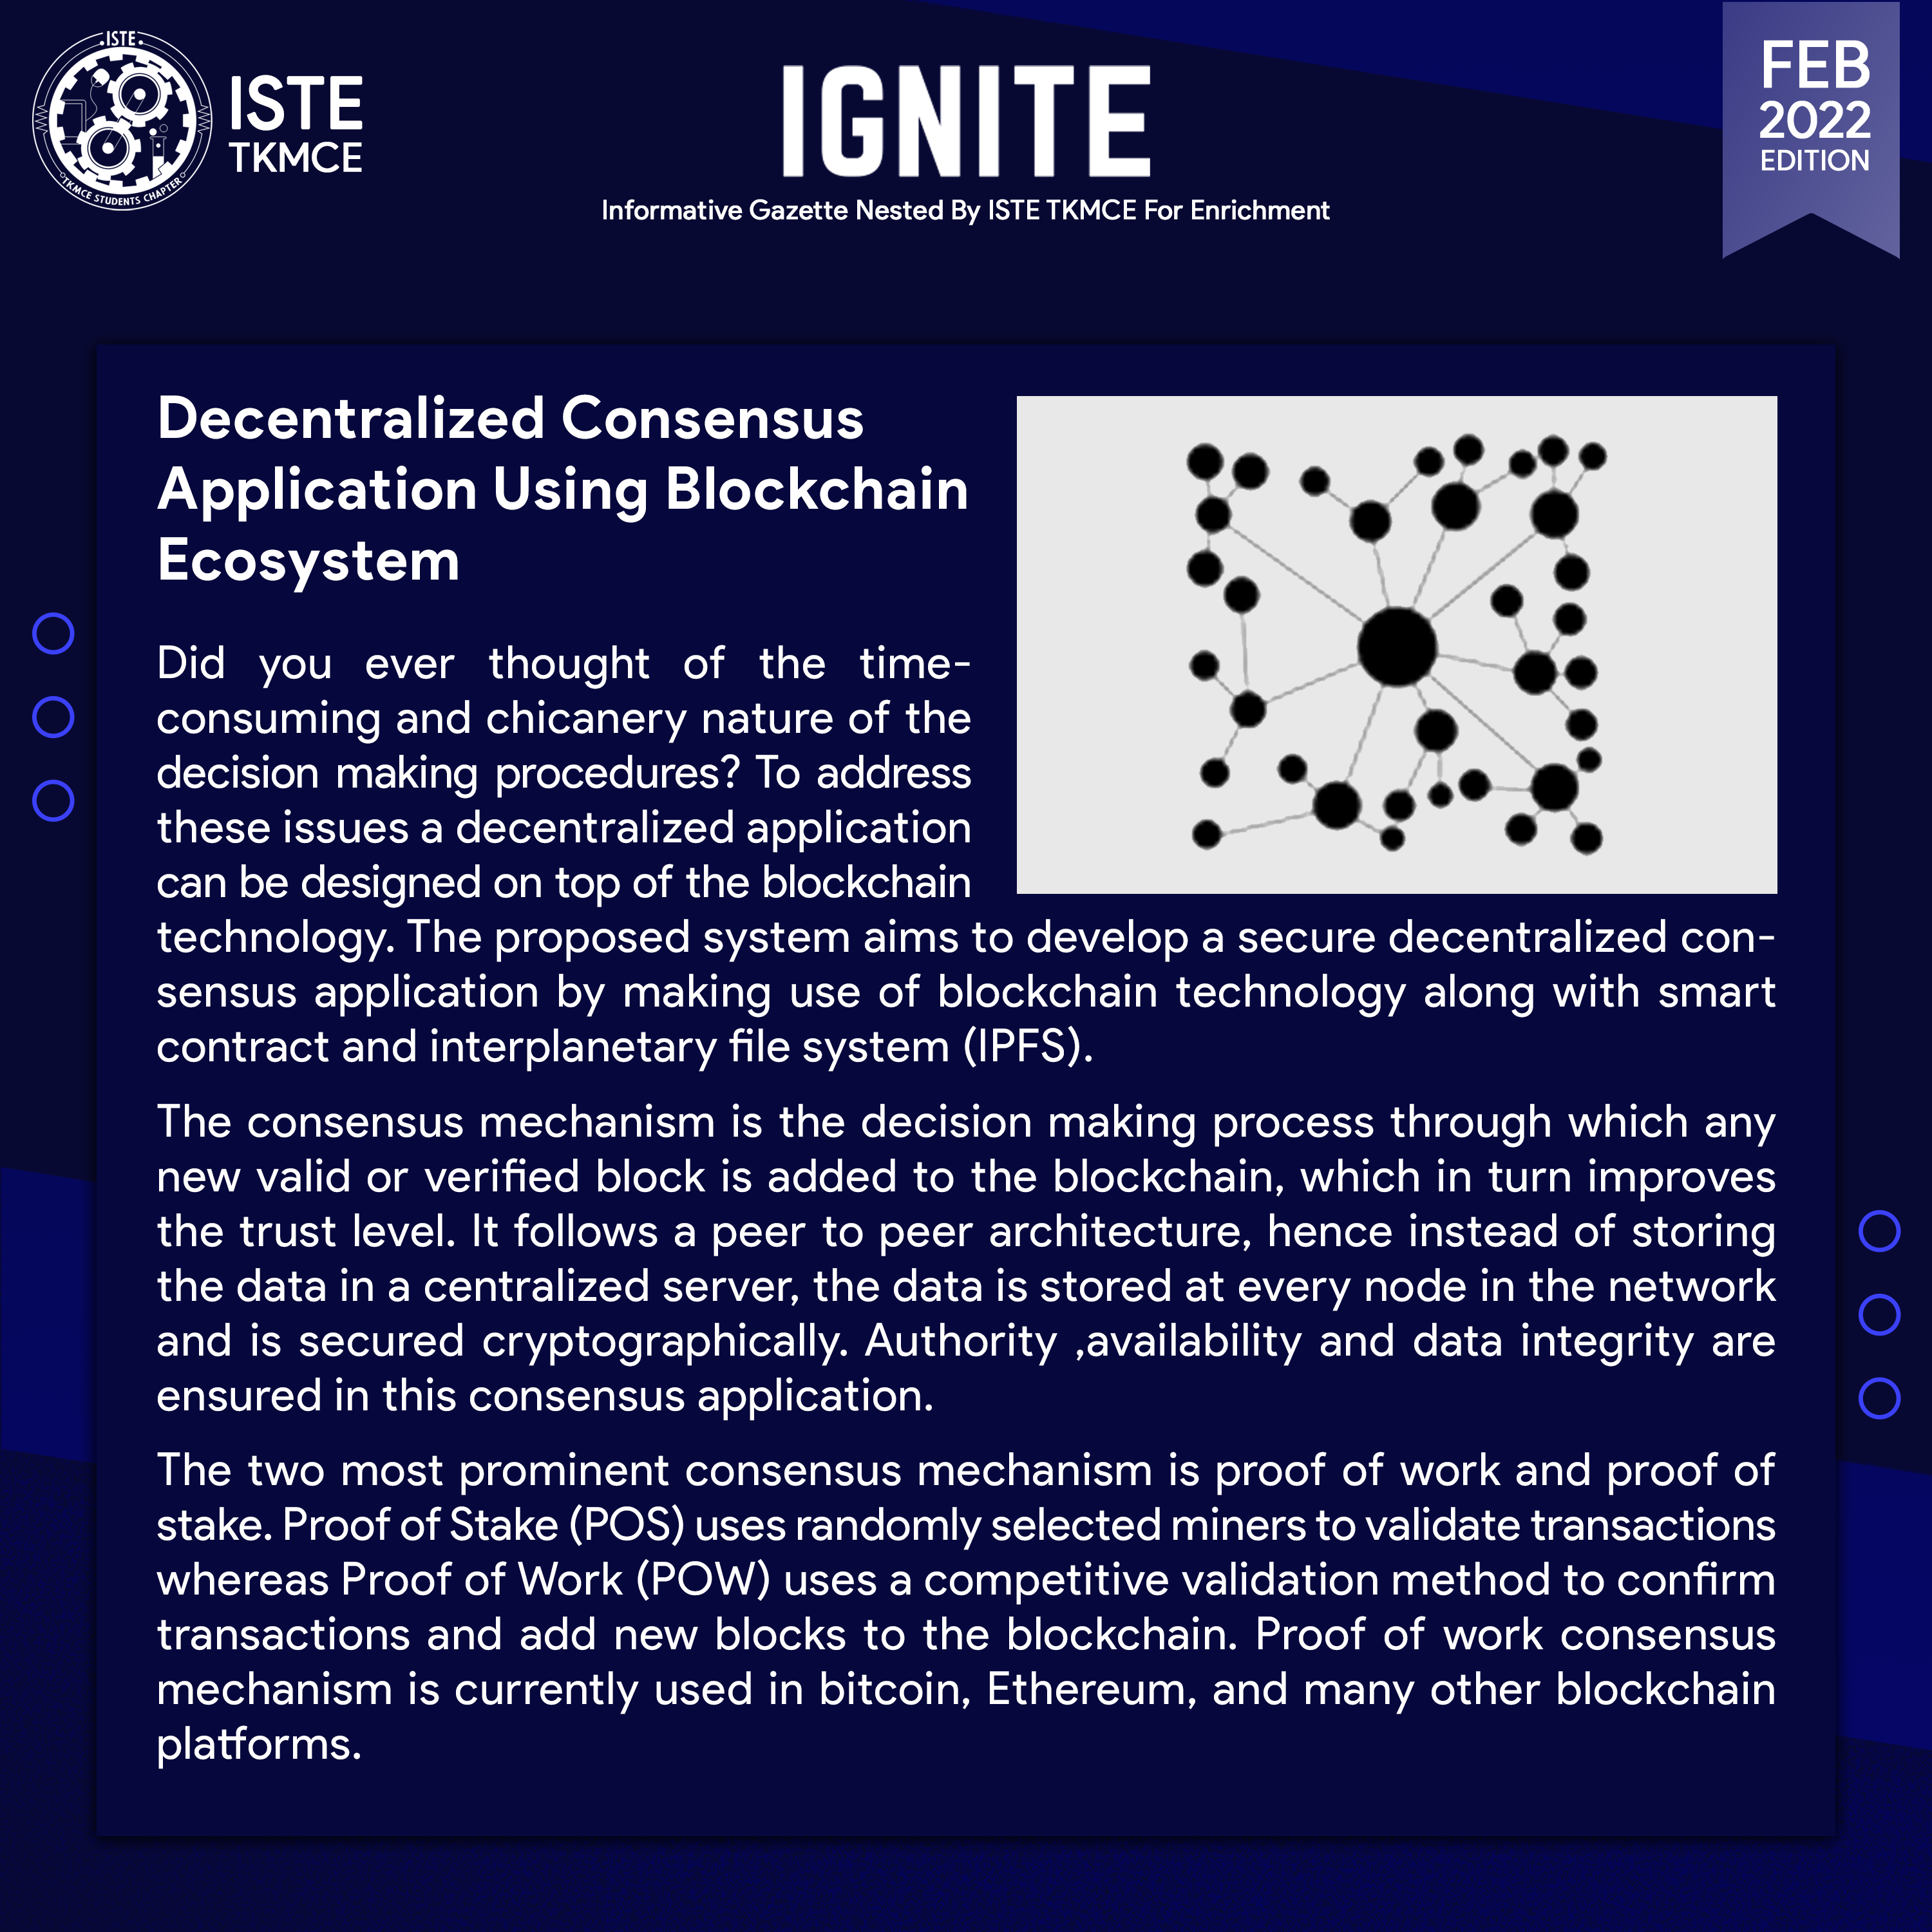 ISTE
TKMCE STUDENTS CHAPTER
ISTE
TKMCE
IGNITE
Informative Gazette Nested By ISTE TKMCE For Enrichment
FEB
2022
EDITION
Decentralized Consensus
Application Using Blockchain
Ecosystem
Did you ever thought of the time-
consuming and chicanery nature of the
decision making procedures? To address
these issues a decentralized application
can be designed on top of the blockchain
technology. The proposed system aims to develop a secure decentralized con-
sensus application by making use of blockchain technology along with smart
contract and interplanetary file system (IPFS).
The consensus mechanism is the decision making process through which any
new valid or verified block is added to the blockchain, which in turn improves
the trust level. It follows a peer to peer architecture, hence instead of storing
the data in a centralized server, the data is stored at every node in the network
and is secured cryptographically. Authority ,availability and data integrity are
ensured in this consensus application.
The two most prominent consensus mechanism is proof of work and proof of
stake. Proof of Stake (POS) uses randomly selected miners to validate transactions
whereas Proof of Work (POW) uses a competitive validation method to confirm
transactions and add new blocks to the blockchain. Proof of work consensus
mechanism is currently used in bitcoin, Ethereum, and many other blockchain
platforms.